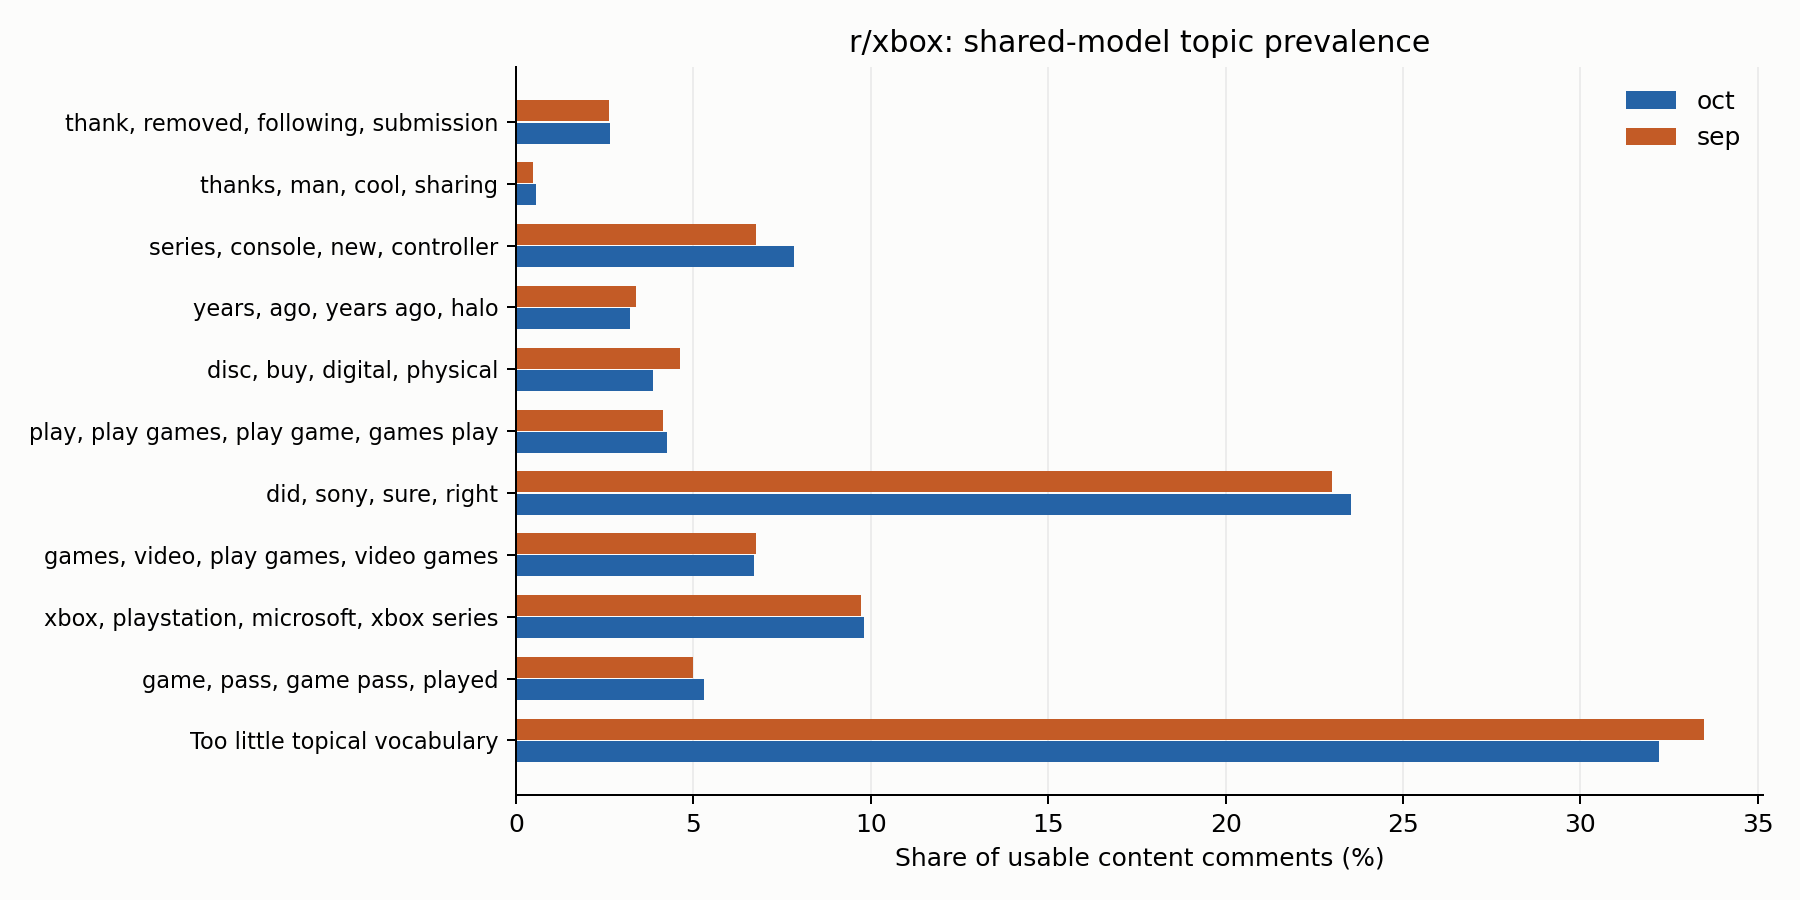 r/xbox: shared-model topic prevalence
oct
sep
thank, removed, following, submission
thanks, man, cool, sharing
series, console, new, controller
years, ago, years ago, halo
disc, buy, digital, physical
play, play games, play game, games play
did, sony, sure, right
games, video, play games, video games
xbox, playstation, microsoft, xbox series
game, pass, game pass, played
Too little topical vocabulary
0 5 10 15 20 25 30 35
Share of usable content comments (%)